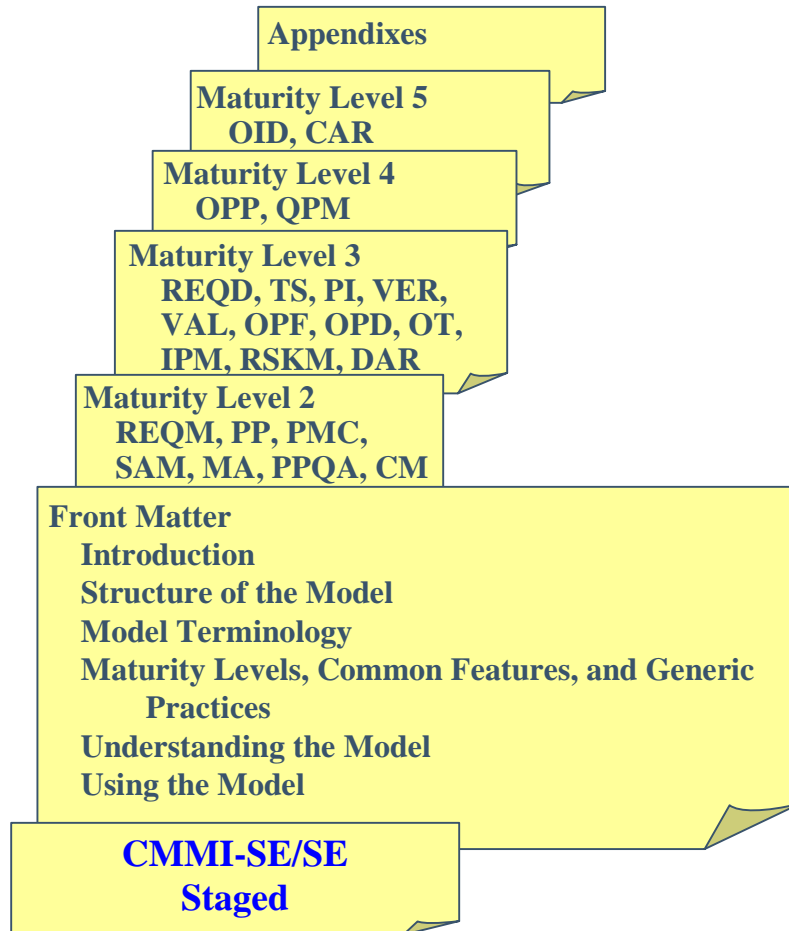 Appendixes
Maturity Level 5
OID, CAR
Maturity Level 4
OPP, QPM
Maturity Level 3
REQD, TS, PI, VER,
VAL, OPF, OPD, OT,
IPM, RSKM, DAR
Maturity Level 2
REQM, PP, PMC,
SAM, MA, PPQA, CM
Front Matter
Introduction
Structure of the Model
Model Terminology
Maturity Levels, Common Features, and Generic
Practices
Understanding the Model
Using the Model
CMMI-SE/SE
Staged